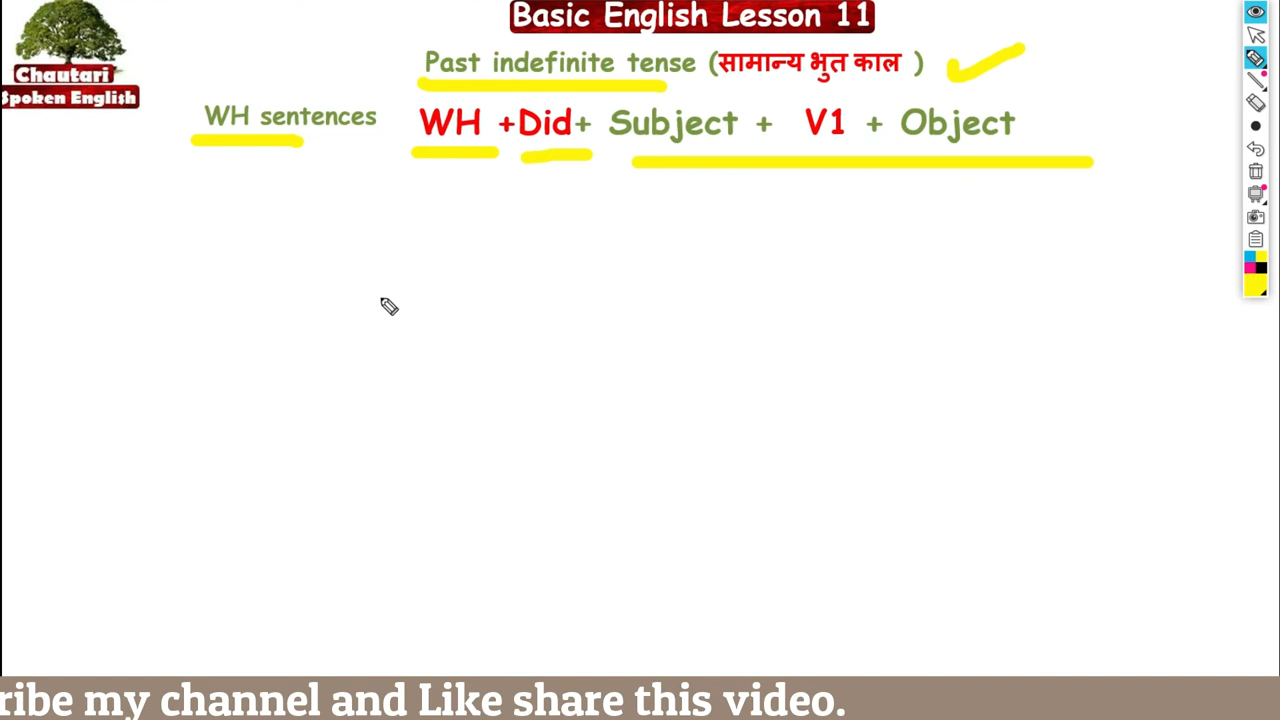 Basic English Lesson 11
Past indefinite tense (सामान्य भुत काल )
Chautari
Spoken English
WH sentences WH +Did+ Subject + V1 + Object
ribe my channel and Like share this video.